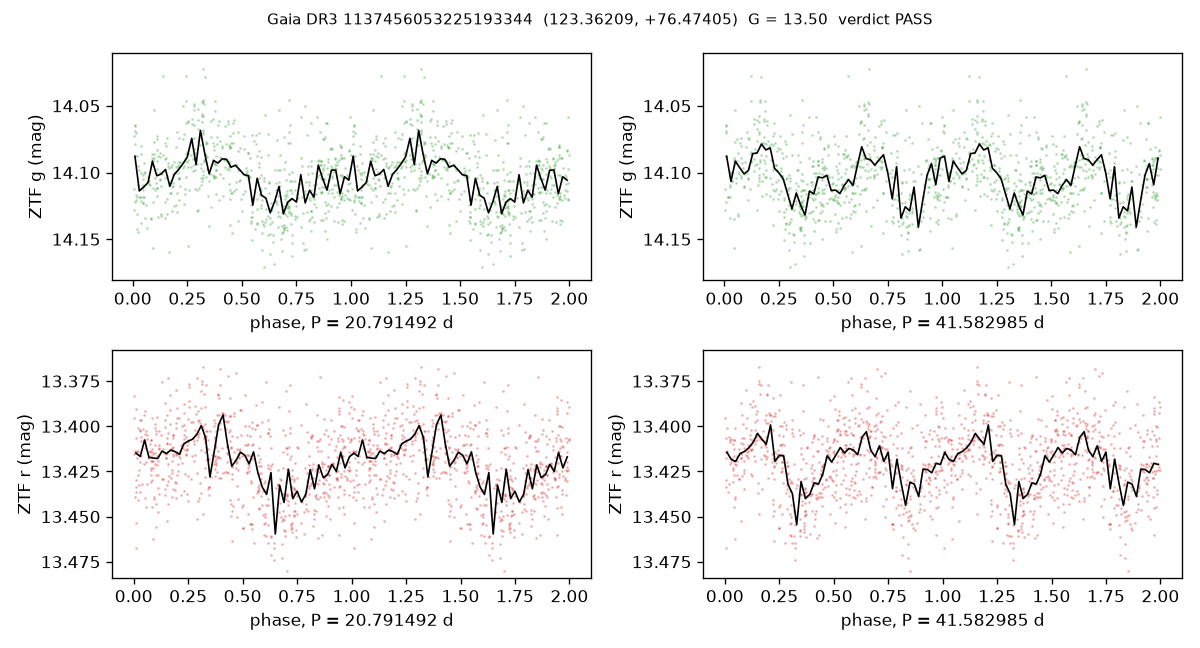 Gaia DR3 1137456053225193344  (123.36209, +76.47405)  G = 13.50  verdict PASS
ZTF g (mag)
14.05
14.10
14.15
0.00 0.25 0.50 0.75 1.00 1.25 1.50 1.75 2.00
phase, P = 20.791492 d
ZTF g (mag)
14.05
14.10
14.15
0.00 0.25 0.50 0.75 1.00 1.25 1.50 1.75 2.00
phase, P = 41.582985 d
ZTF r (mag)
13.375
13.400
13.425
13.450
13.475
0.00 0.25 0.50 0.75 1.00 1.25 1.50 1.75 2.00
phase, P = 20.791492 d
ZTF r (mag)
13.375
13.400
13.425
13.450
13.475
0.00 0.25 0.50 0.75 1.00 1.25 1.50 1.75 2.00
phase, P = 41.582985 d